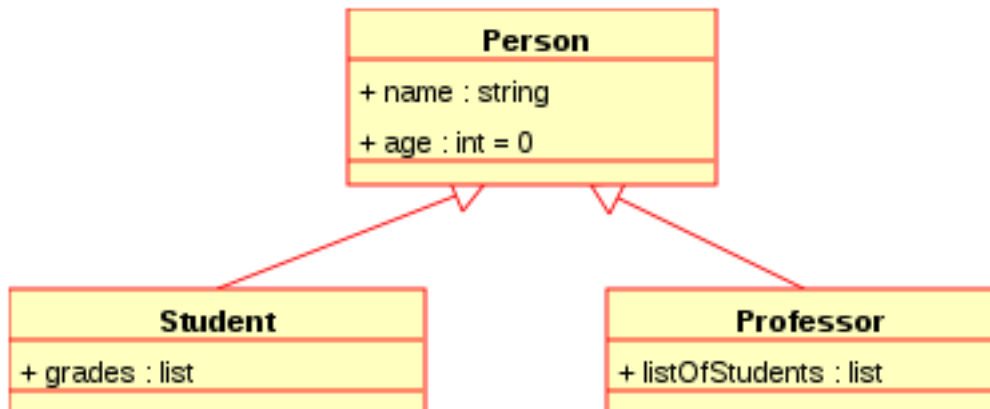 Person
+ name : string
+ age : int = 0
Student
+ grades : list
Professor
+ listOfStudents : list